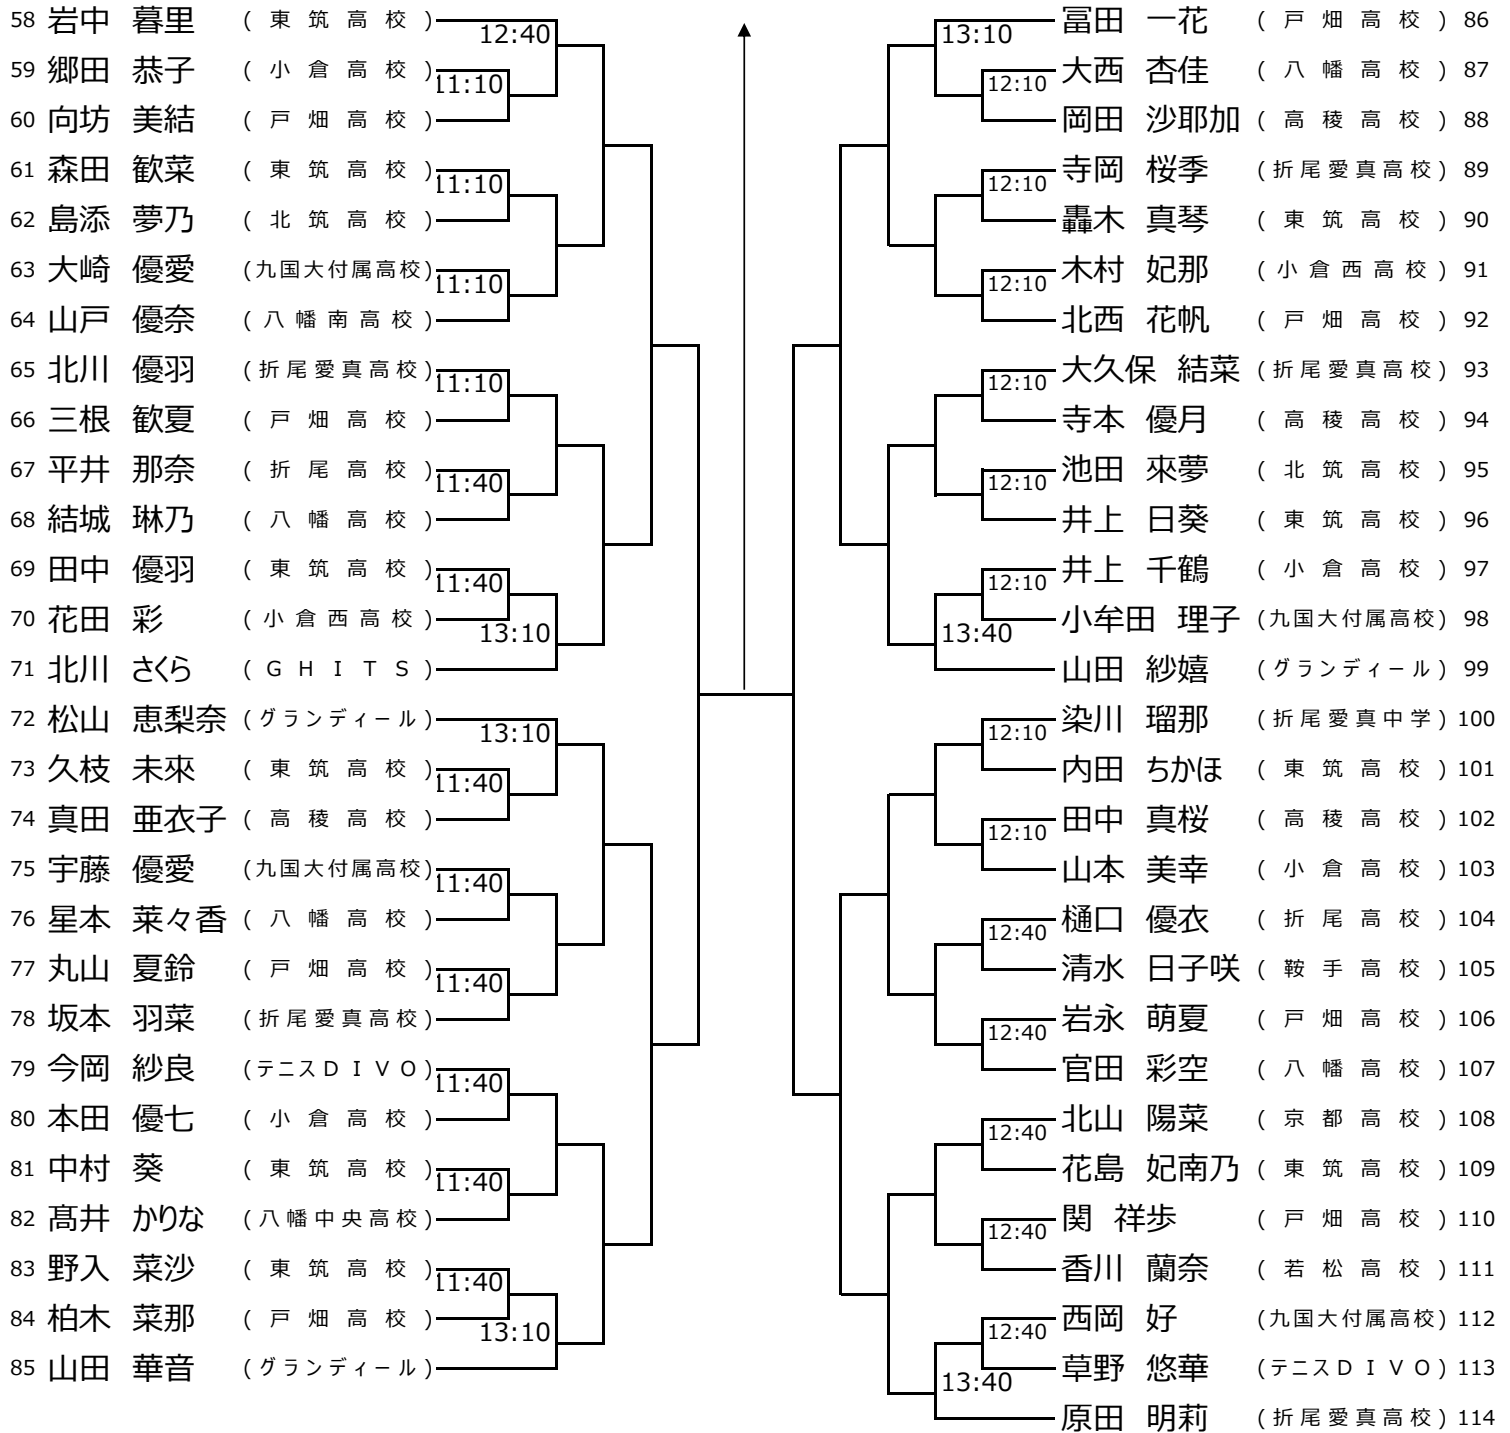 58 岩中 暮里 (東筑高校)
12:40
59 郷田 恭子 (小倉高校)
11:10
60 向坊 美結 (戸畑高校)
61 森田 歓菜 (東筑高校)
11:10
62 島添 夢乃 (北筑高校)
63 大崎 優愛 (九国大付属高校)
11:10
64 山戸 優奈 (八幡南高校)
65 北川 優羽 (折尾愛真高校)
11:10
66 三根 歓夏 (戸畑高校)
67 平井 那奈 (折尾高校)
11:40
68 結城 琳乃 (八幡高校)
69 田中 優羽 (東筑高校)
11:40
70 花田 彩 (小倉西高校)
13:10
71 北川 さくら (GHITS)
72 松山 恵梨奈 (グランディール)
13:10
73 久枝 未來 (東筑高校)
11:40
74 真田 亜衣子 (高稜高校)
75 宇藤 優愛 (九国大付属高校)
11:40
76 星本 莱々香 (八幡高校)
77 丸山 夏鈴 (戸畑高校)
11:40
78 坂本 羽菜 (折尾愛真高校)
79 今岡 紗良 (テニスDIVO)
11:40
80 本田 優七 (小倉高校)
81 中村 葵 (東筑高校)
11:40
82 髙井 かりな (八幡中央高校)
83 野入 菜沙 (東筑高校)
11:40
84 柏木 菜那 (戸畑高校)
13:10
85 山田 華音 (グランディール)
冨田 一花 (戸畑高校) 86
13:10
大西 杏佳 (八幡高校) 87
12:10
岡田 沙耶加 (高稜高校) 88
寺岡 桜季 (折尾愛真高校) 89
12:10
轟木 真琴 (東筑高校) 90
木村 妃那 (小倉西高校) 91
12:10
北西 花帆 (戸畑高校) 92
大久保 結菜 (折尾愛真高校) 93
12:10
寺本 優月 (高稜高校) 94
池田 來夢 (北筑高校) 95
12:10
井上 日葵 (東筑高校) 96
井上 千鶴 (小倉高校) 97
12:10
小牟田 理子 (九国大付属高校) 98
13:40
山田 紗嬉 (グランディール) 99
染川 瑠那 (折尾愛真中学) 100
12:10
内田 ちかほ (東筑高校) 101
田中 真桜 (高稜高校) 102
12:10
山本 美幸 (小倉高校) 103
樋口 優衣 (折尾高校) 104
12:40
清水 日子咲 (鞍手高校) 105
岩永 萌夏 (戸畑高校) 106
12:40
官田 彩空 (八幡高校) 107
北山 陽菜 (京都高校) 108
12:40
花島 妃南乃 (東筑高校) 109
関 祥歩 (戸畑高校) 110
12:40
香川 蘭奈 (若松高校) 111
西岡 好 (九国大付属高校) 112
12:40
草野 悠華 (テニスDIVO) 113
13:40
原田 明莉 (折尾愛真高校) 114